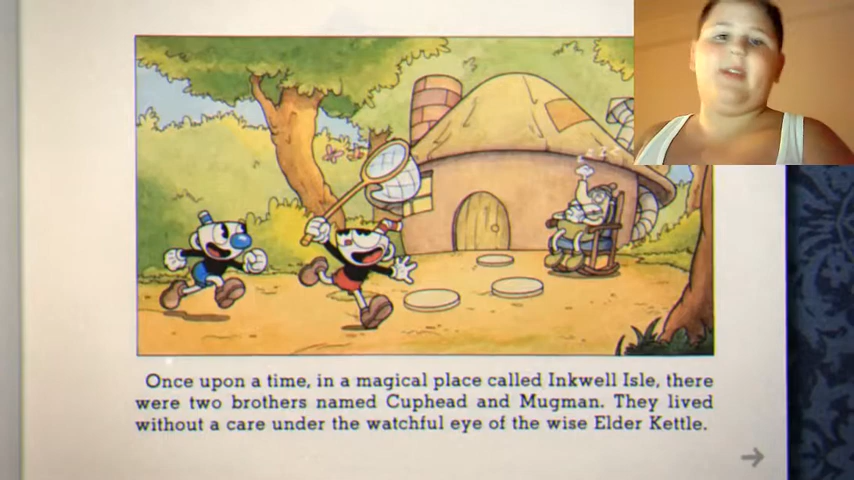 Once upon a time, in a magical place called Inkwell Isle, there
were two brothers named Cuphead and Mugman. They lived
without a care under the watchful eye of the wise Elder Kettle.